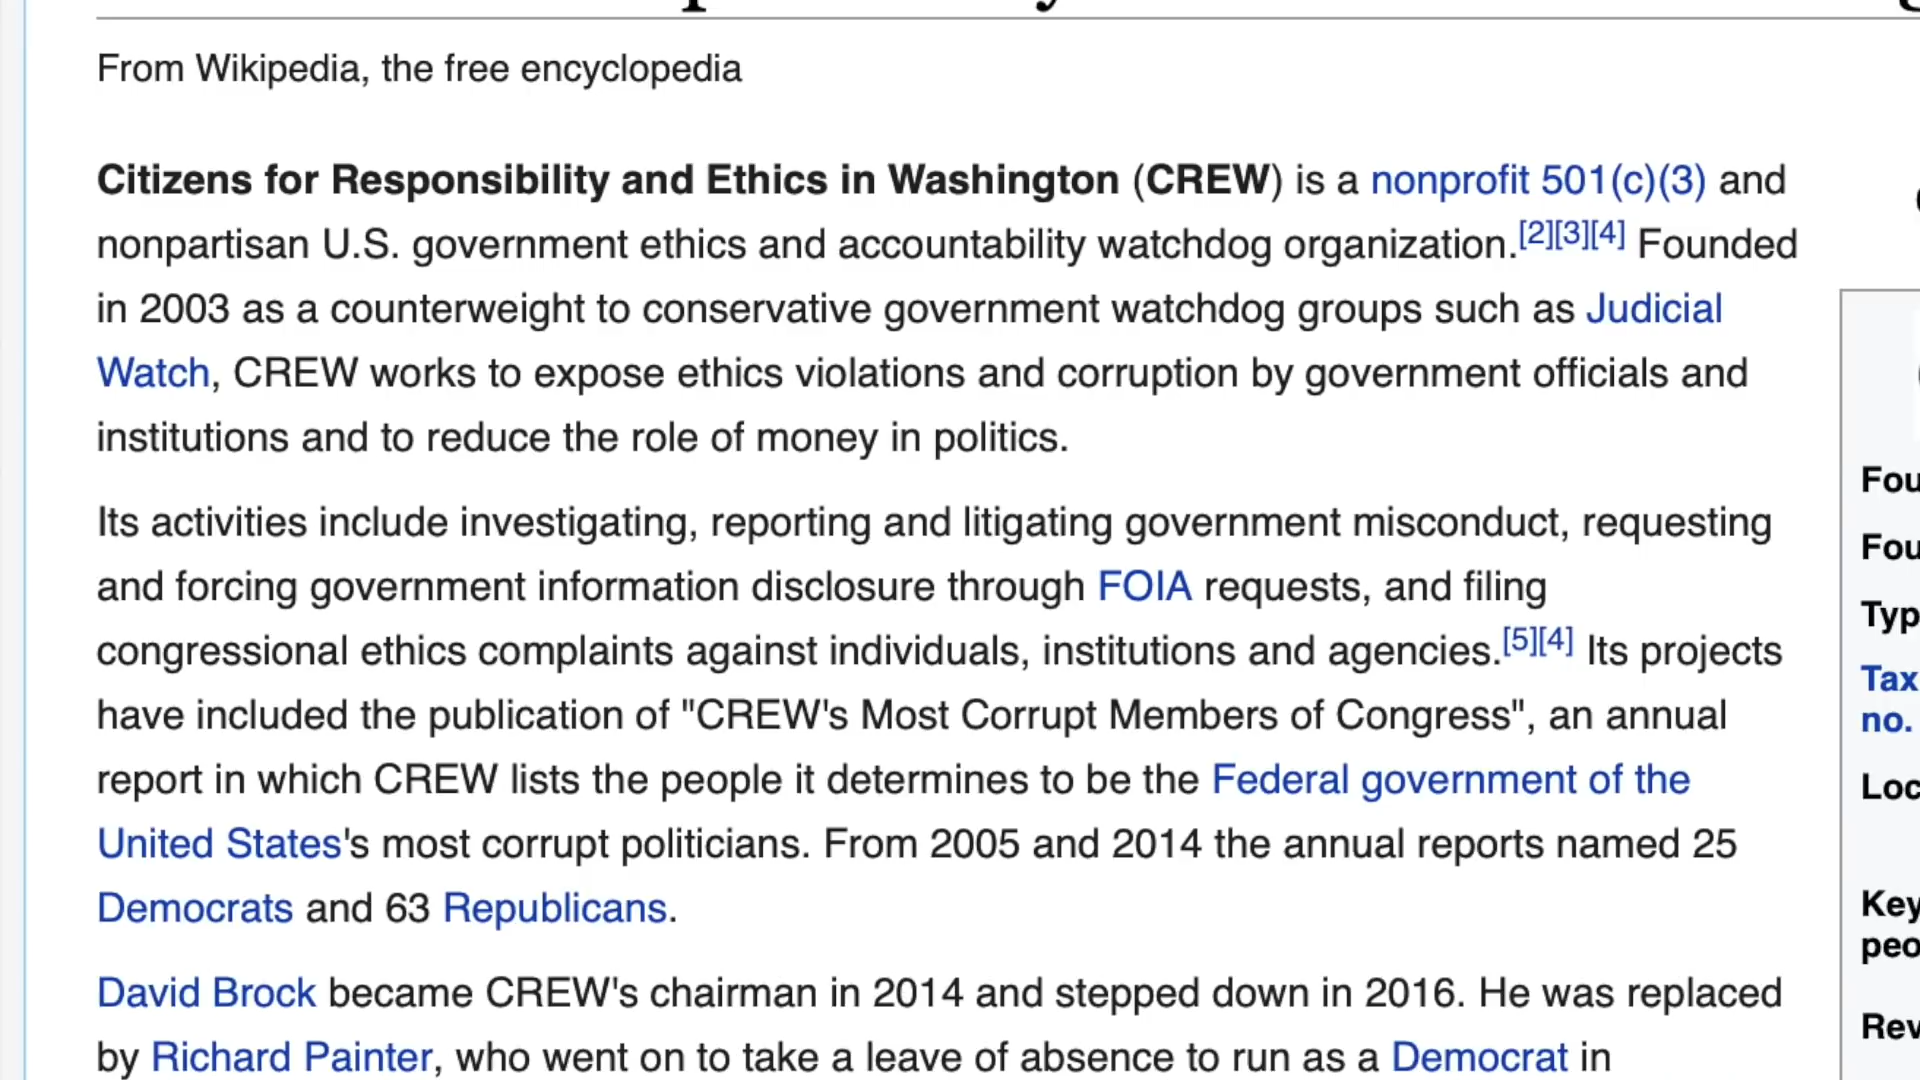 From Wikipedia, the free encyclopedia
Citizens for Responsibility and Ethics in Washington (CREW) is a nonprofit 501(c)(3) and
nonpartisan U.S. government ethics and accountability watchdog organization.[2][3][4] Founded
in 2003 as a counterweight to conservative government watchdog groups such as Judicial
Watch, CREW works to expose ethics violations and corruption by government officials and
institutions and to reduce the role of money in politics.
Its activities include investigating, reporting and litigating government misconduct, requesting
and forcing government information disclosure through FOIA requests, and filing
congressional ethics complaints against individuals, institutions and agencies.[5][4] Its projects
have included the publication of "CREW's Most Corrupt Members of Congress", an annual
report in which CREW lists the people it determines to be the Federal government of the
United States's most corrupt politicians. From 2005 and 2014 the annual reports named 25
Democrats and 63 Republicans.
David Brock became CREW's chairman in 2014 and stepped down in 2016. He was replaced
by Richard Painter, who went on to take a leave of absence to run as a Democrat in
Fou
Fou
Typ
Tax
no.
Loc
Key
peo
Rev